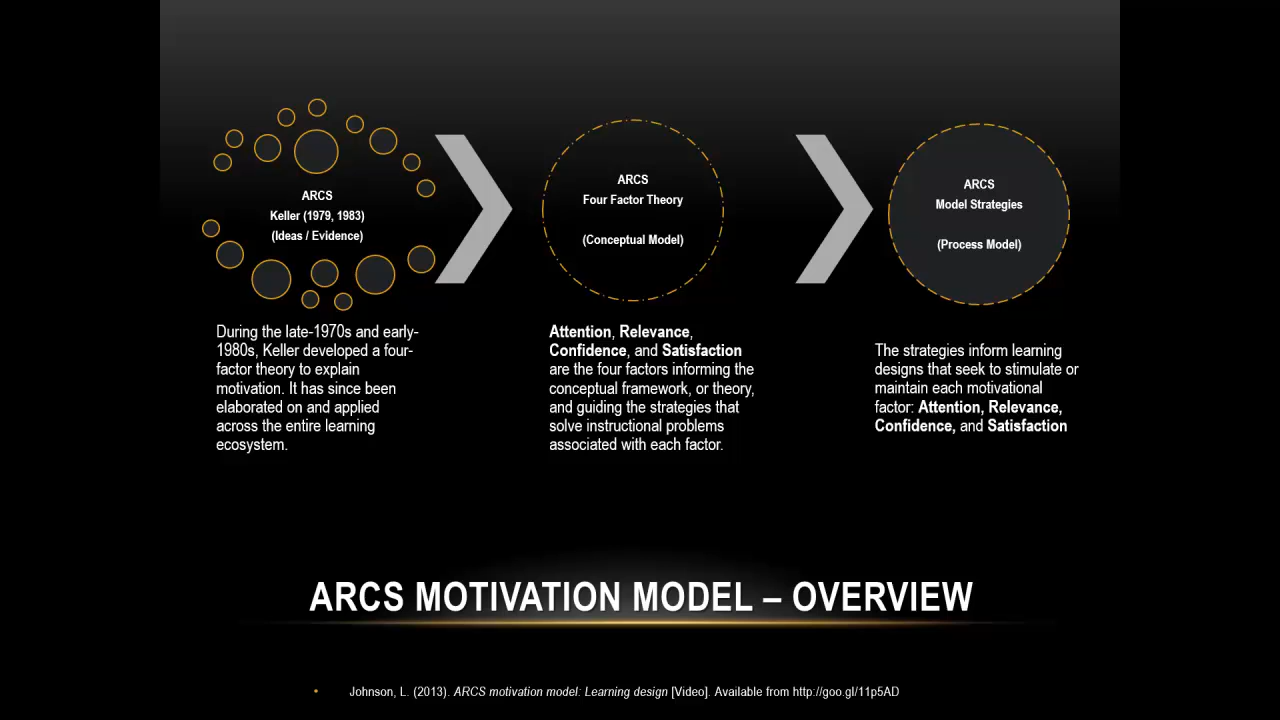 ARCS
Keller (1979, 1983)
(Ideas / Evidence)
During the late-1970s and early-
1980s, Keller developed a four-
factor theory to explain
motivation. It has since been
elaborated on and applied
across the entire learning
ecosystem.
ARCS
Four Factor Theory
(Conceptual Model)
Attention, Relevance,
Confidence, and Satisfaction
are the four factors informing the
conceptual framework, or theory,
and guiding the strategies that
solve instructional problems
associated with each factor.
ARCS
Model Strategies
(Process Model)
The strategies inform learning
designs that seek to stimulate or
maintain each motivational
factor: Attention, Relevance,
Confidence, and Satisfaction
ARCS MOTIVATION MODEL – OVERVIEW
• Johnson, L. (2013). ARCS motivation model: Learning design [Video]. Available from http://goo.gl/11p5AD